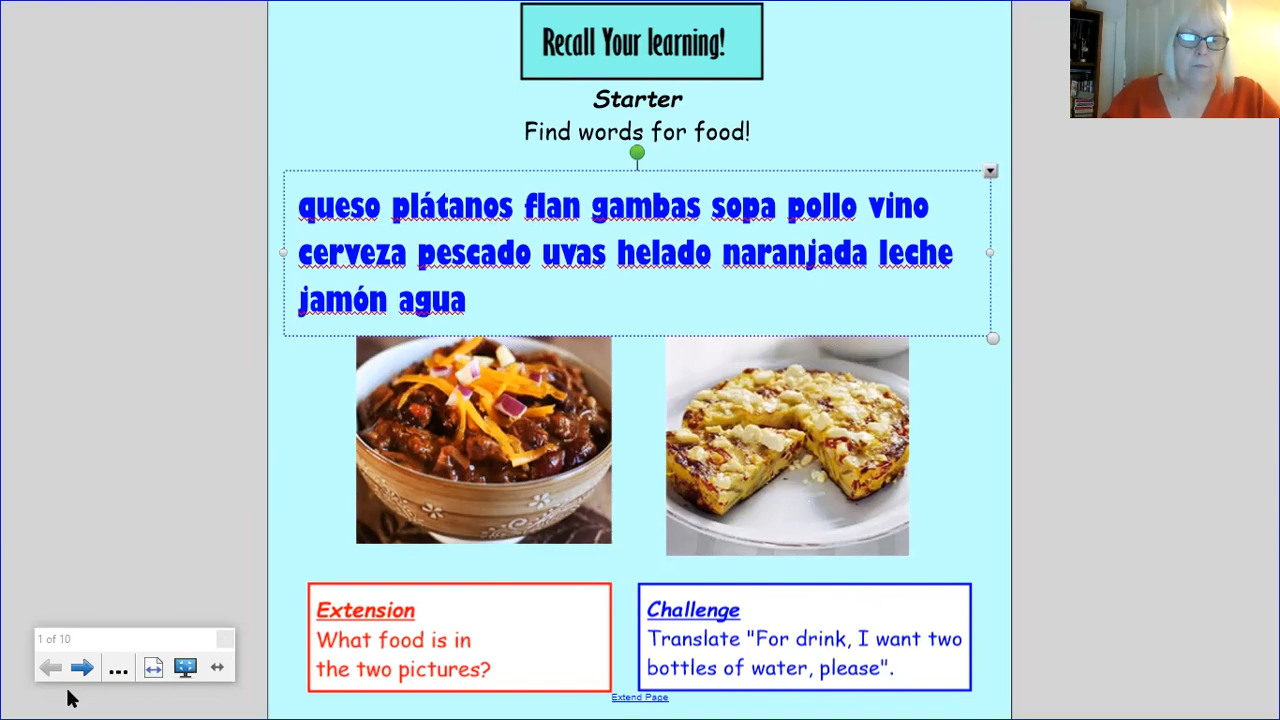 Recall Your learning!
Starter
Find words for food!
queso plátanos flan gambas sopa pollo vino
cerveza pescado uvas helado naranjada leche
jamón agua
Extension
What food is in
the two pictures?
Challenge
Translate "For drink, I want two
bottles of water, please".
Extend Page
1 of 10